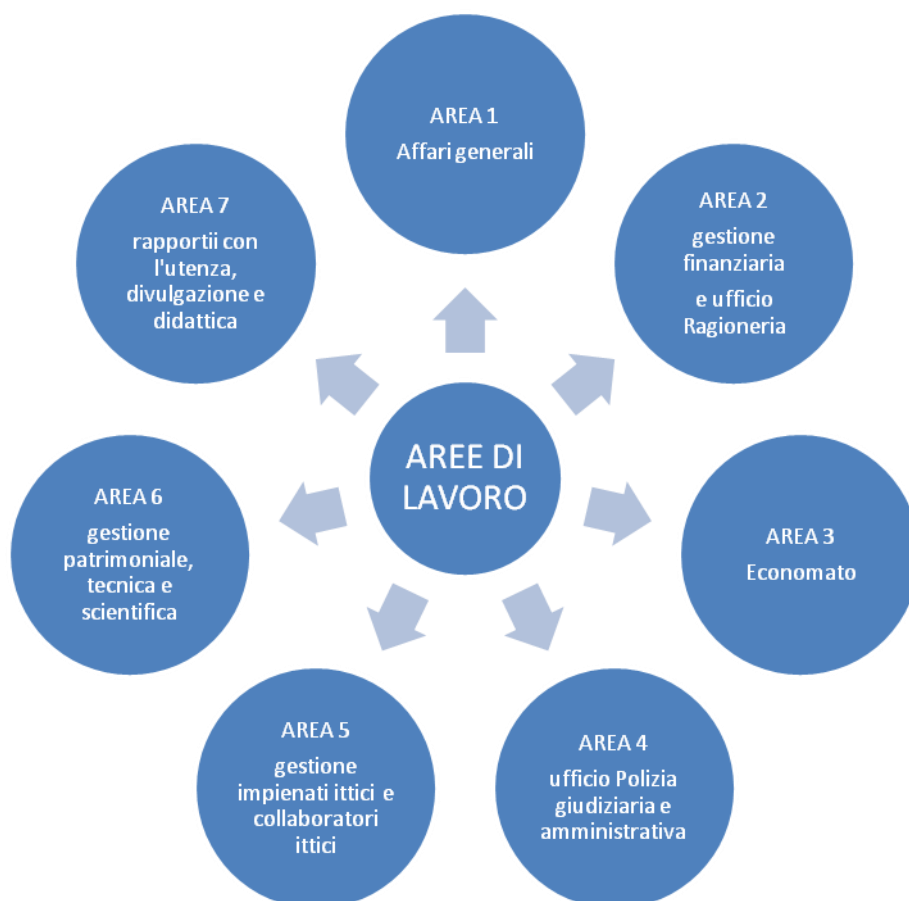 AREA 1
Affari generali
AREA 2
gestione
finanziaria
e ufficio
Ragioneria
AREA 3
Economato
AREA 4
ufficio Polizia
giudiziaria e
amministrativa
AREA 5
gestione
impienati ittici e
collaboratori
ittici
AREA 6
gestione
patrimoniale,
tecnica e
scientifica
AREA 7
rapportii con
l'utenza,
divulgazione e
didattica
AREE DI
LAVORO